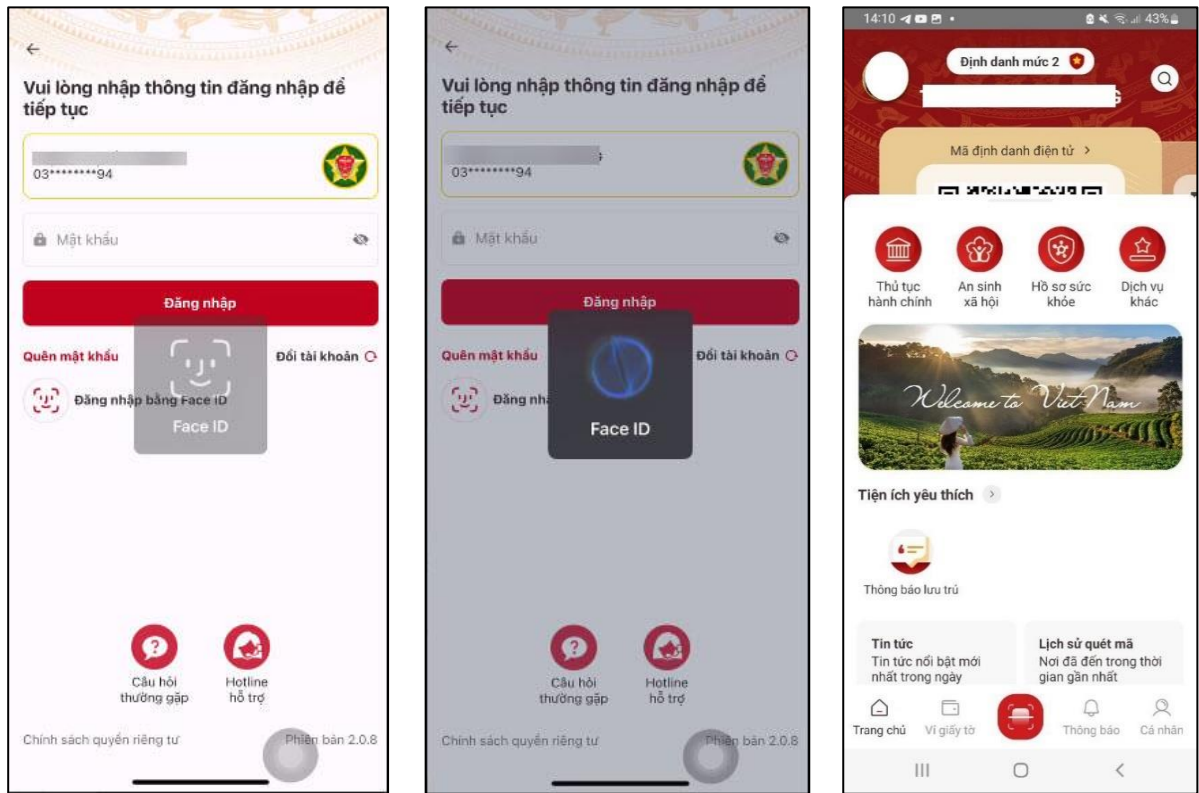 Vui lòng nhập thông tin đăng nhập để
tiếp tục
03********94
Mật khẩu
Đăng nhập
Quên mật khẩu
Đổi tài khoản
Đăng nhập bằng Face ID
Face ID
Câu hỏi
thường gặp
Hotline
hỗ trợ
Chính sách quyền riêng tư
Phiên bản 2.0.8
Vui lòng nhập thông tin đăng nhập để
tiếp tục
03********94
Mật khẩu
Đăng nhập
Quên mật khẩu
Đổi tài khoản
Đăng
Face ID
Câu hỏi
thường gặp
Hotline
hỗ trợ
Chính sách quyền riêng tư
Phiên bản 2.0.8
14:10
43%
Định danh mức 2
Mã định danh điện tử >
Thủ tục
hành chính
An sinh
xã hội
Hồ sơ sức
khỏe
Dịch vụ
khác
Welcome to Viet Nam
Tiện ích yêu thích >
Thông báo lưu trú
Tin tức
Tin tức nổi bật mới
nhất trong ngày
Lịch sử quét mã
Nơi đã đến trong thời
gian gần nhất
Trang chủ
Ví giấy tờ
Thông báo
Cá nhân